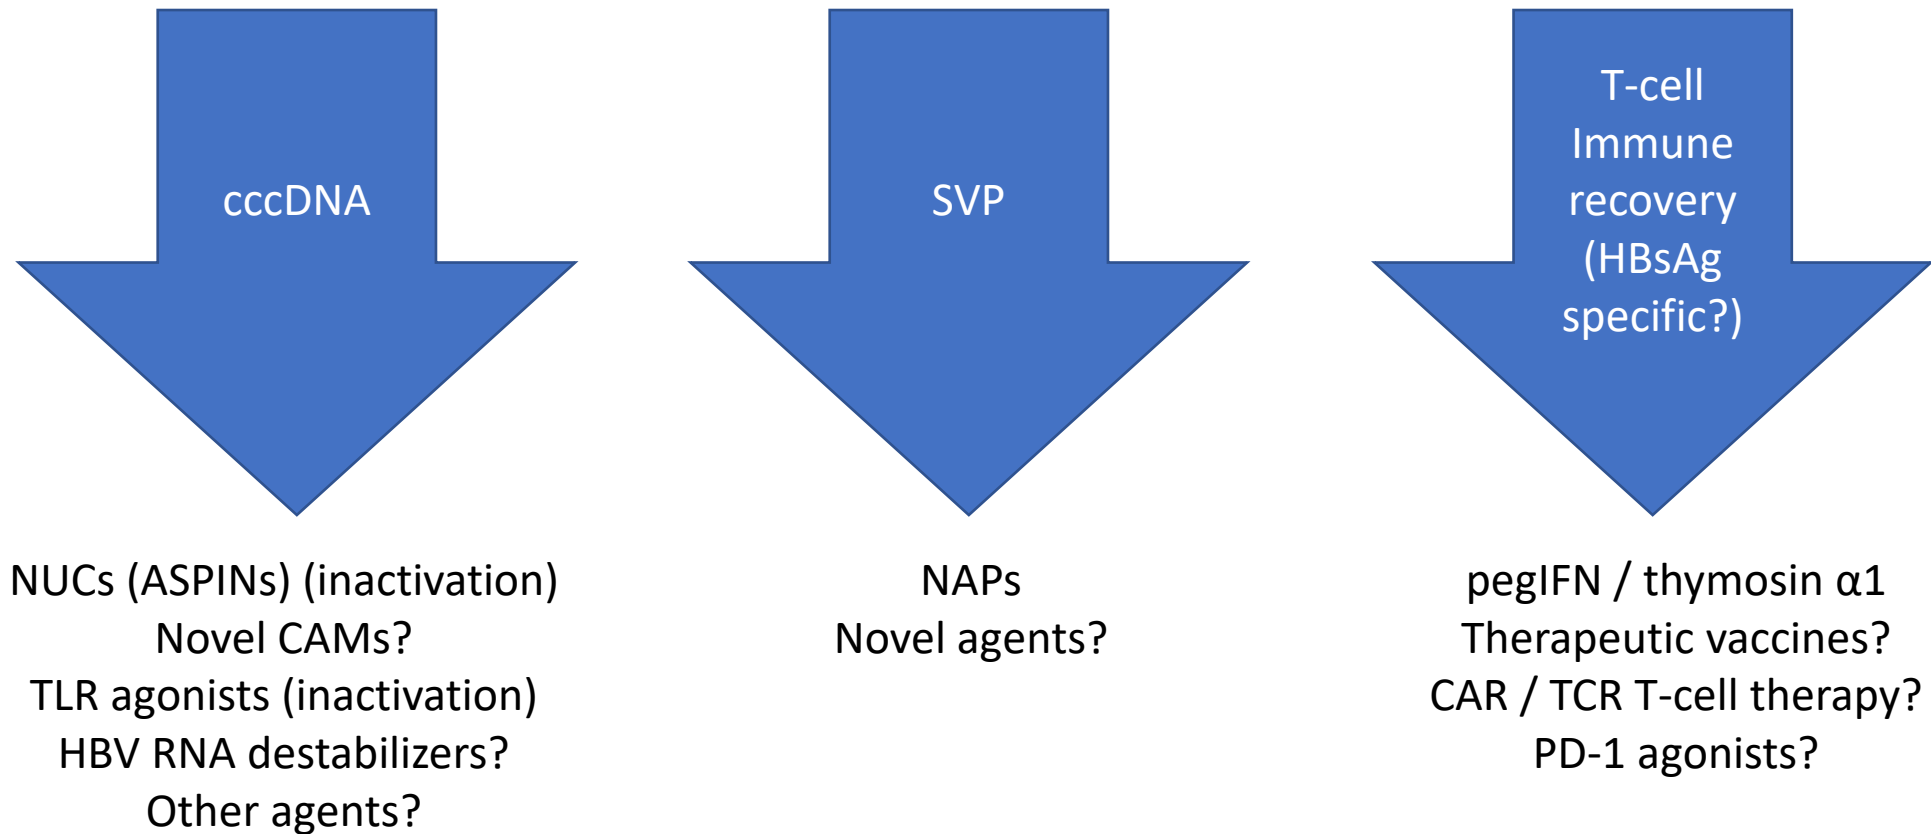 cccDNA
SVP
T-cell
Immune
recovery
(HBsAg
specific?)
NUCs (ASPINs) (inactivation)
Novel CAMs?
TLR agonists (inactivation)
HBV RNA destabilizers?
Other agents?
NAPs
Novel agents?
pegIFN / thymosin α1
Therapeutic vaccines?
CAR / TCR T-cell therapy?
PD-1 agonists?